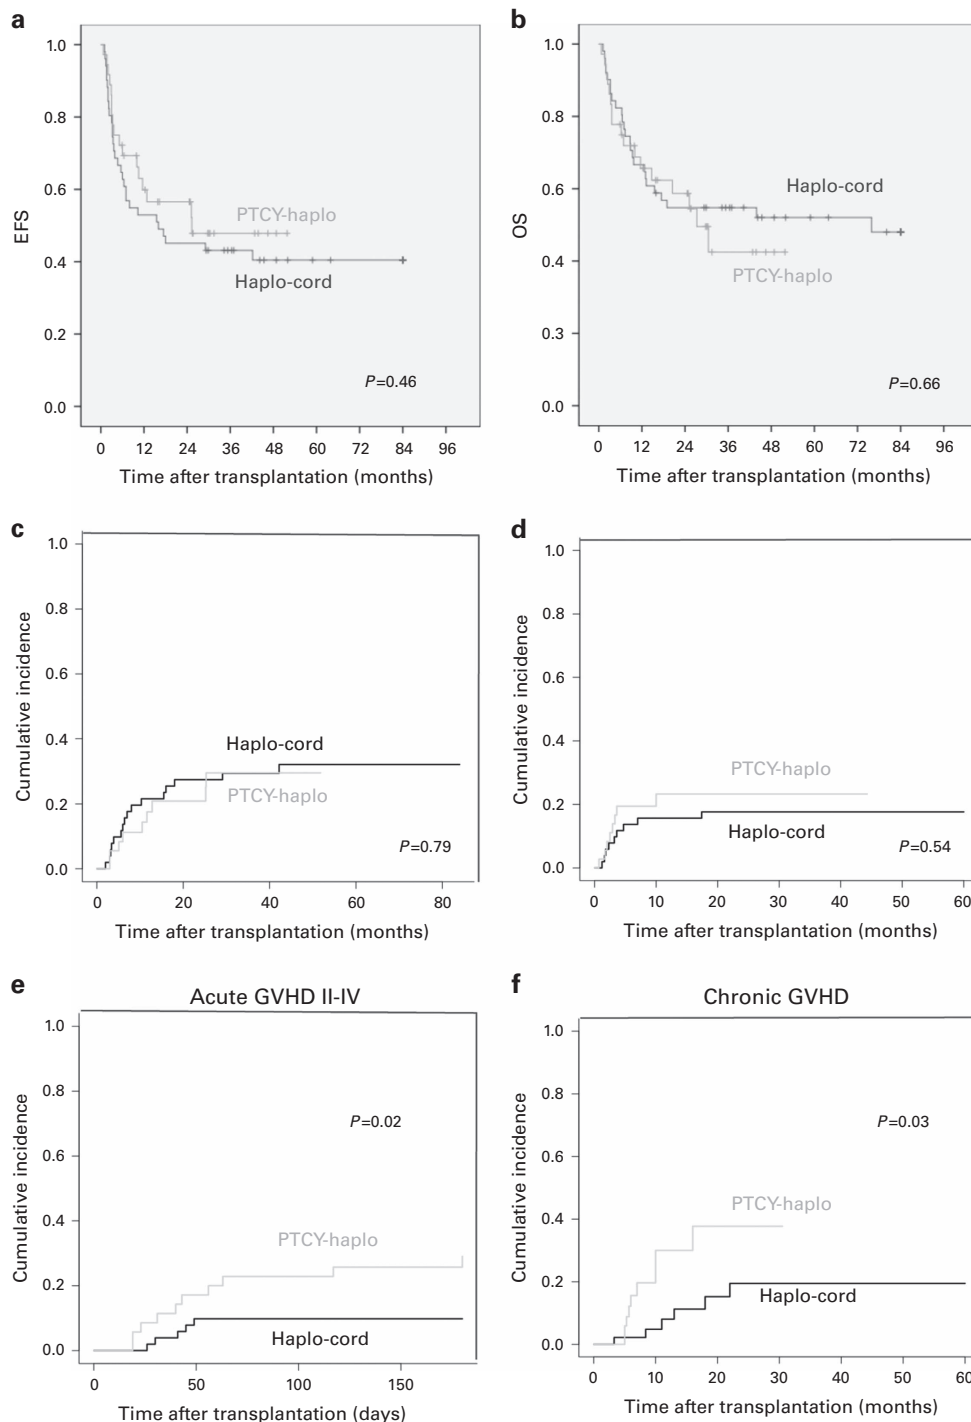 a
1.0
0.8
0.6
0.4
0.2
0.0
EFS
PTCY-haplo
Haplo-cord
P=0.46
0 12 24 36 48 60 72 84 96
Time after transplantation (months)
b
1.0
0.8
0.6
0.4
0.3
0.0
OS
Haplo-cord
PTCY-haplo
P=0.66
0 12 24 36 48 60 72 84 96
Time after transplantation (months)
c
1.0
0.8
0.6
0.4
0.2
0.0
Cumulative incidence
Haplo-cord
PTCY-haplo
P=0.79
0 20 40 60 80
Time after transplantation (months)
d
1.0
0.8
0.6
0.4
0.2
0.0
Cumulative incidence
PTCY-haplo
Haplo-cord
P=0.54
0 10 20 30 40 50 60
Time after transplantation (months)
e
Acute GVHD II-IV
1.0
0.8
0.6
0.4
0.2
0.0
Cumulative incidence
P=0.02
PTCY-haplo
Haplo-cord
0 50 100 150
Time after transplantation (days)
f
Chronic GVHD
1.0
0.8
0.6
0.4
0.2
0.0
Cumulative incidence
P=0.03
PTCY-haplo
Haplo-cord
0 10 20 30 40 50 60
Time after transplantation (months)